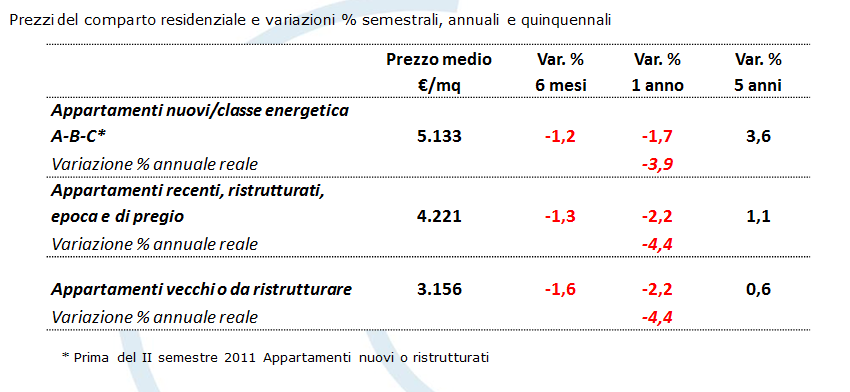 Prezzi del comparto residenziale e variazioni % semestrali, annuali e quinquennali
Prezzo medio Var. % Var. % Var. %
€/mq 6 mesi 1 anno 5 anni
Appartamenti nuovi/classe energetica
A-B-C* 5.133 -1,2 -1,7 3,6
Variazione % annuale reale -3,9
Appartamenti recenti, ristrutturati,
epoca e di pregio 4.221 -1,3 -2,2 1,1
Variazione % annuale reale -4,4
Appartamenti vecchi o da ristrutturare 3.156 -1,6 -2,2 0,6
Variazione % annuale reale -4,4
* Prima del II semestre 2011 Appartamenti nuovi o ristrutturati